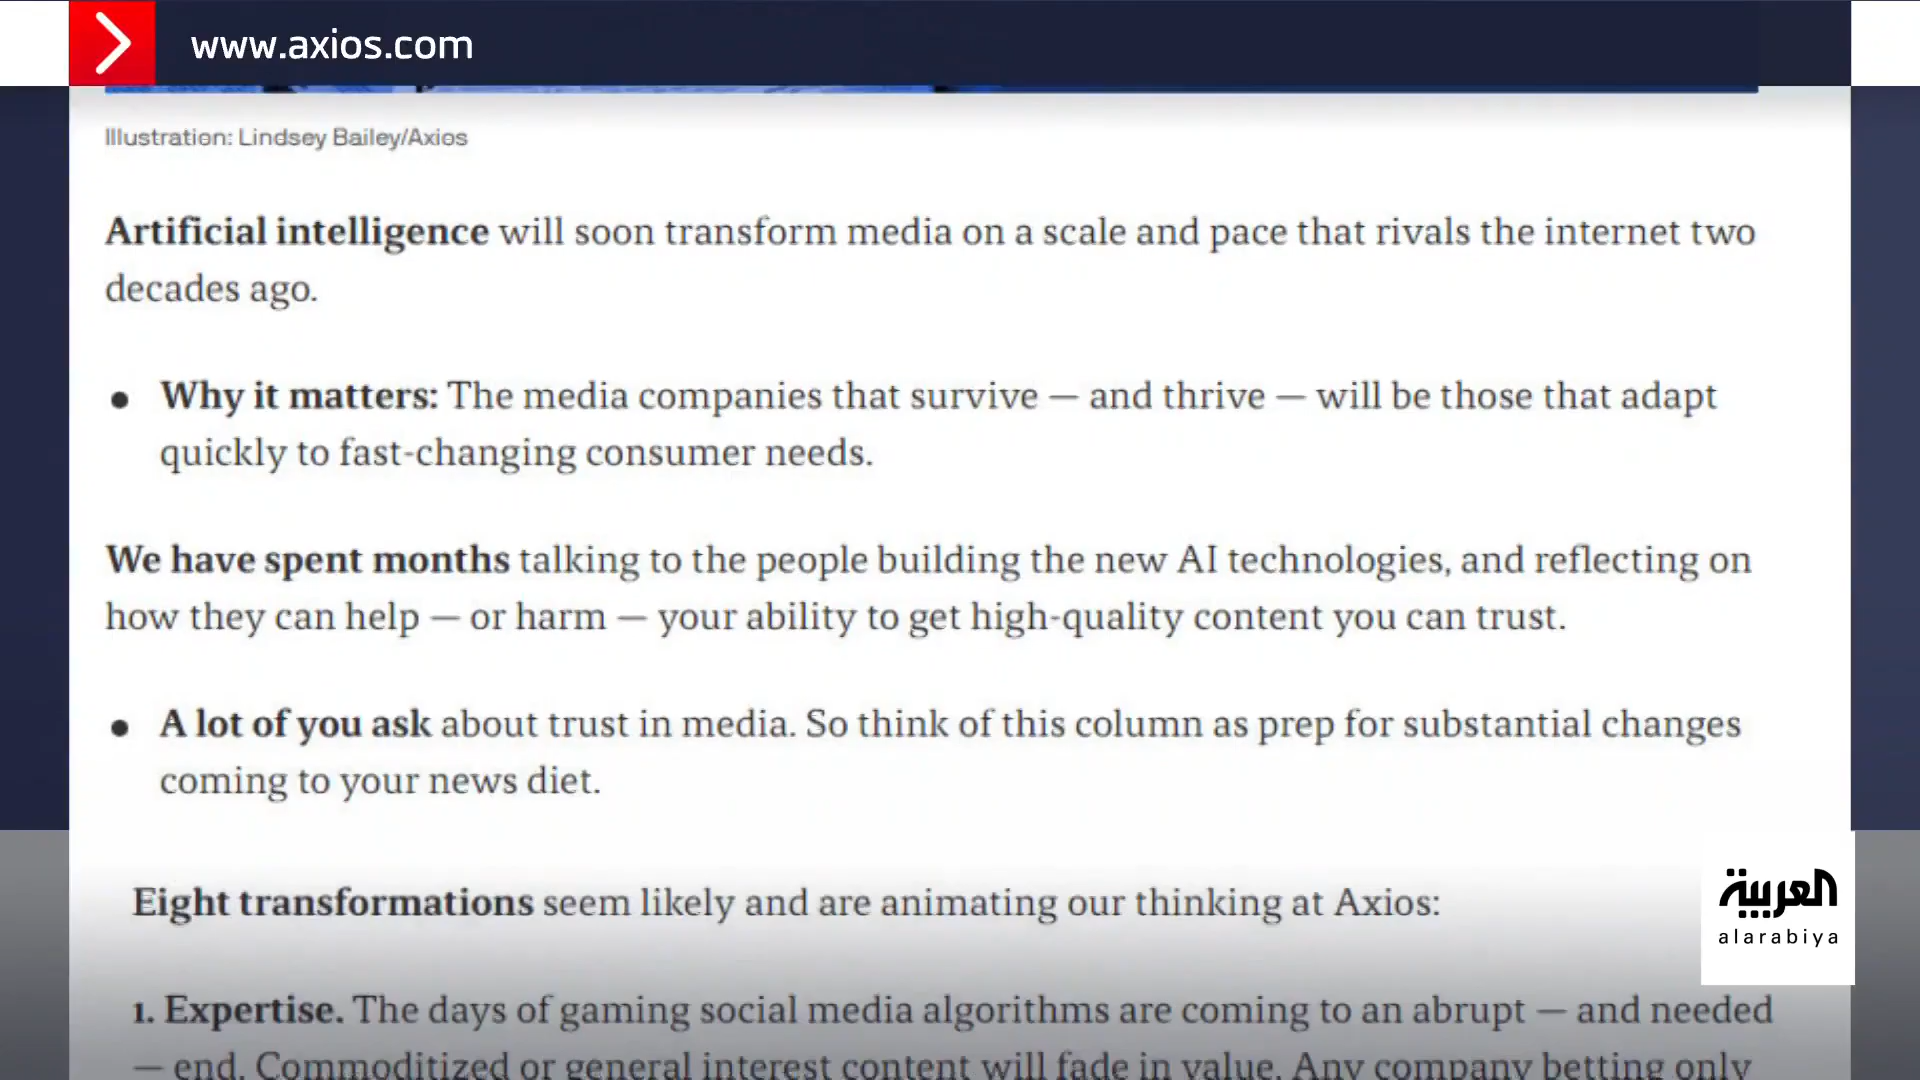 www.axios.com
Illustration: Lindsey Bailey/Axios
Artificial intelligence will soon transform media on a scale and pace that rivals the internet two
decades ago.
● Why it matters: The media companies that survive — and thrive — will be those that adapt
quickly to fast-changing consumer needs.
We have spent months talking to the people building the new AI technologies, and reflecting on
how they can help — or harm — your ability to get high-quality content you can trust.
● A lot of you ask about trust in media. So think of this column as prep for substantial changes
coming to your news diet.
Eight transformations seem likely and are animating our thinking at Axios:
العربية
alarabiya
1. Expertise. The days of gaming social media algorithms are coming to an abrupt — and needed
— end. Commoditized or general interest content will fade in value. Any company betting only